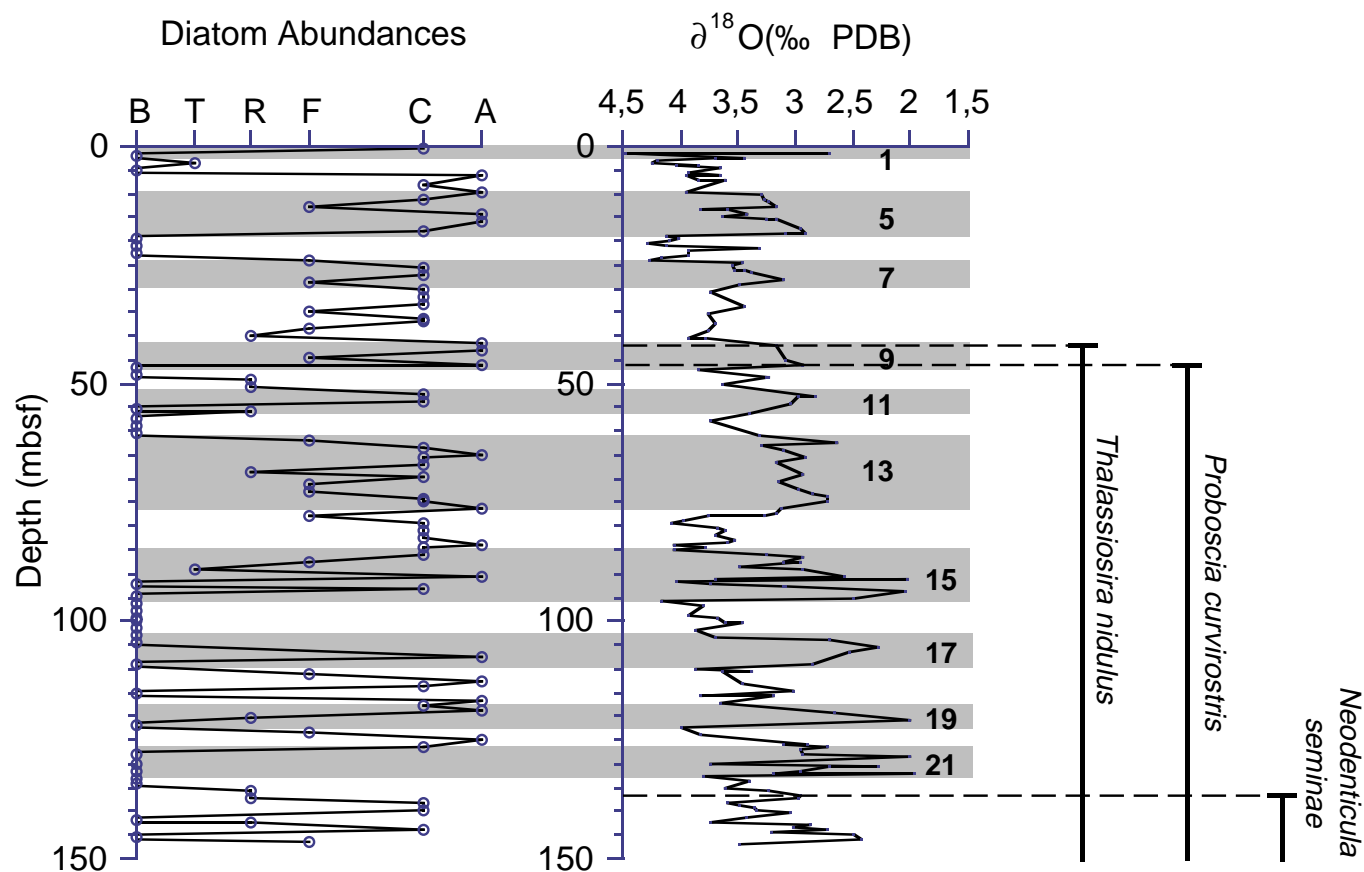 Diatom Abundances
∂18O(‰ PDB)
B T R F C A
4,5 4 3,5 3 2,5 2 1,5
0
50
100
150
Depth (mbsf)
0
50
100
150
1
5
7
9
11
13
15
17
19
21
Thalassiosira nidulus
Proboscia curvirostris
Neodenticula
seminae